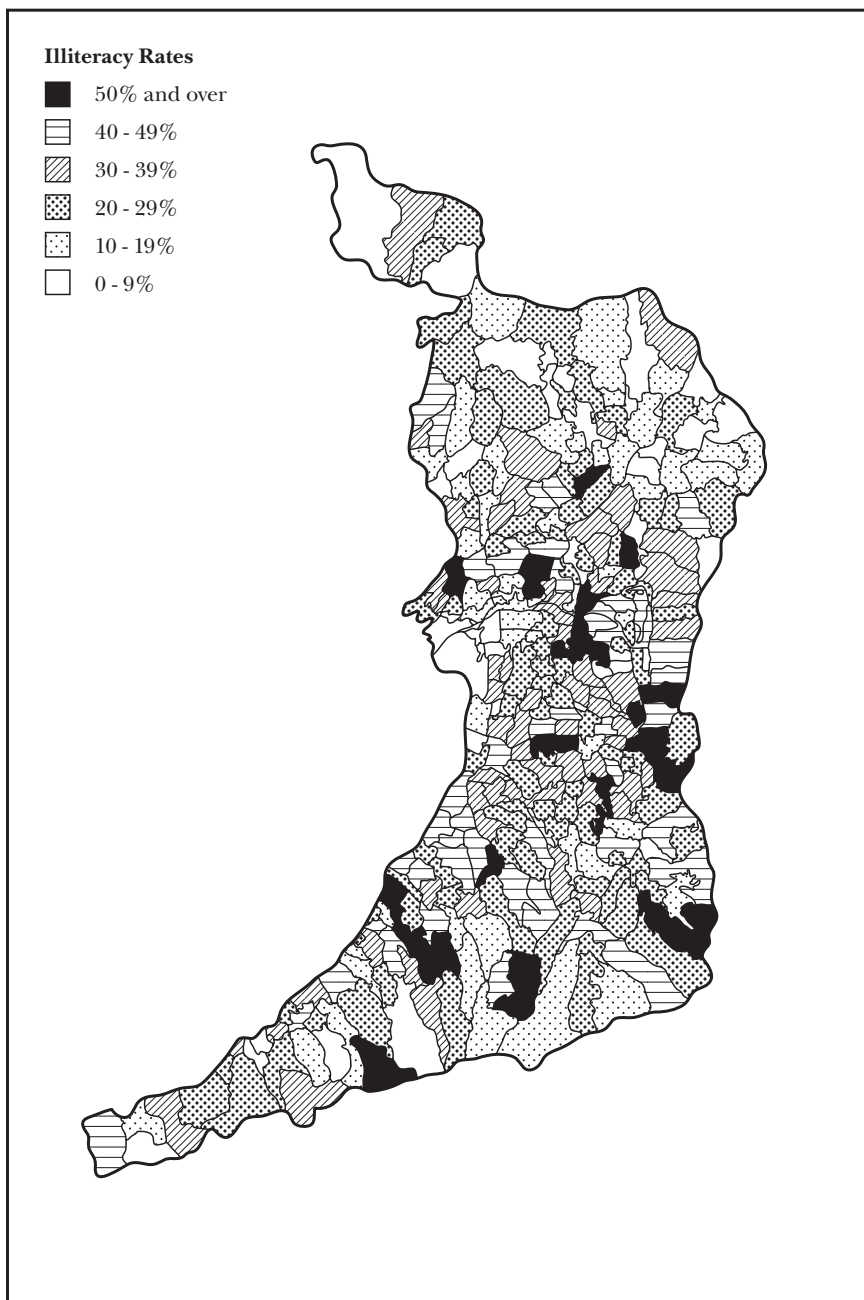 Illiteracy Rates
50% and over
40 - 49%
30 - 39%
20 - 29%
10 - 19%
0 - 9%